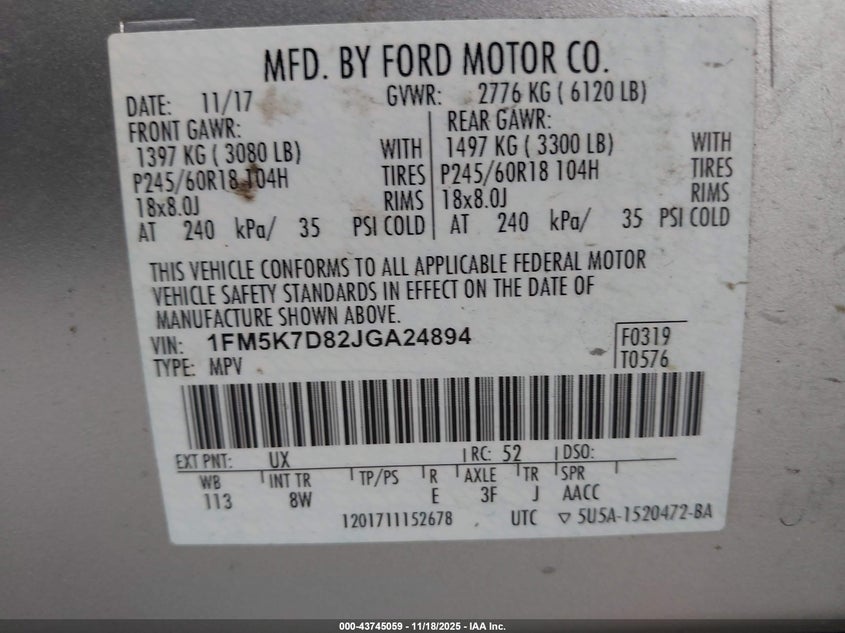 MFD. BY FORD MOTOR CO.
DATE: 11/17 GVWR: 2776 KG ( 6120 LB)
FRONT GAWR: REAR GAWR:
1397 KG ( 3080 LB) WITH 1497 KG ( 3300 LB) WITH
P245/60R18 104H TIRES P245/60R18 104H TIRES
18x8.0J RIMS 18x8.0J RIMS
AT 240 kPa/ 35 PSI COLD AT 240 kPa/ 35 PSI COLD
THIS VEHICLE CONFORMS TO ALL APPLICABLE FEDERAL MOTOR
VEHICLE SAFETY STANDARDS IN EFFECT ON THE DATE OF
MANUFACTURE SHOWN ABOVE.
VIN: 1FM5K7D82JGA24894 F0319
TYPE: MPV T0576
EXT PNT: UX RC: 52 DSO:
WB INT TR TP/PS R AXLE TR SPR
113 8W E 3F J AACC
1201711152678 UTC ▽ 5U5A-1520472-BA
000-43745059 - 11/18/2025 - IAA Inc.